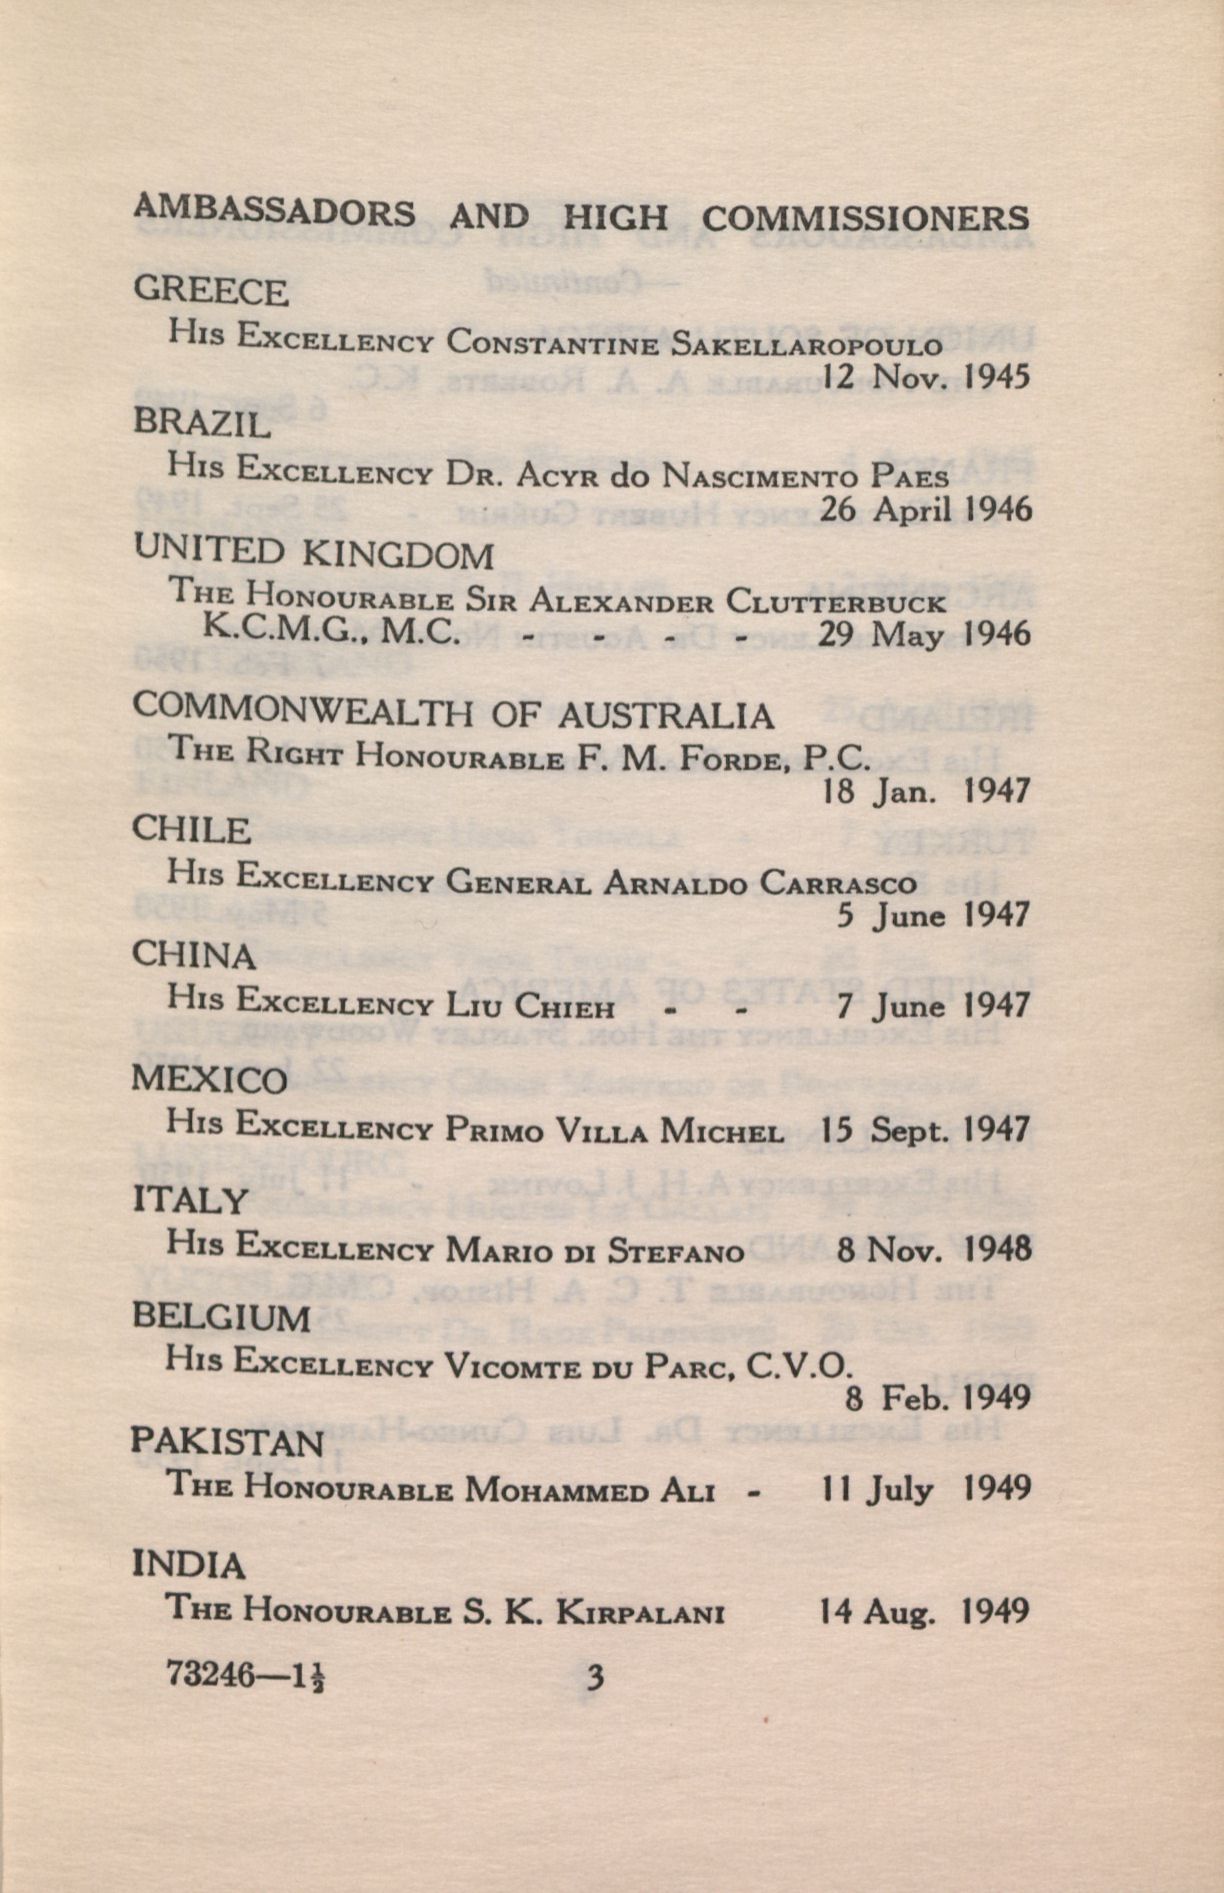 AMBASSADORS AND HIGH COMMISSIONERS
GREECE
His Excellency Constantine Sakellaropoulo
12 Nov. 1945
BRAZIL
His Excellency Dr. Acyr do Nascimento Paes
26 April 1946
UNITED KINGDOM
The Honourable Sir Alexander Clutterbuck
K.C.M.G., M.C. - - - - 29 May 1946
COMMONWEALTH OF AUSTRALIA
The Right Honourable F. M. Forde, P.C.
18 Jan. 1947
CHILE
His Excellency General Arnaldo Carrasco
5 June 1947
CHINA
His Excellency Liu Chieh - - 7 June 1947
MEXICO
His Excellency Primo Villa Michel 15 Sept. 1947
ITALY
His Excellency Mario di Stefano 8 Nov. 1948
BELGIUM
His Excellency Vicomte du Parc, C.V.O.
8 Feb. 1949
PAKISTAN
The Honourable Mohammed Ali - 11 July 1949
INDIA
The Honourable S. K. Kirpalani 14 Aug. 1949
73246—1½ 3